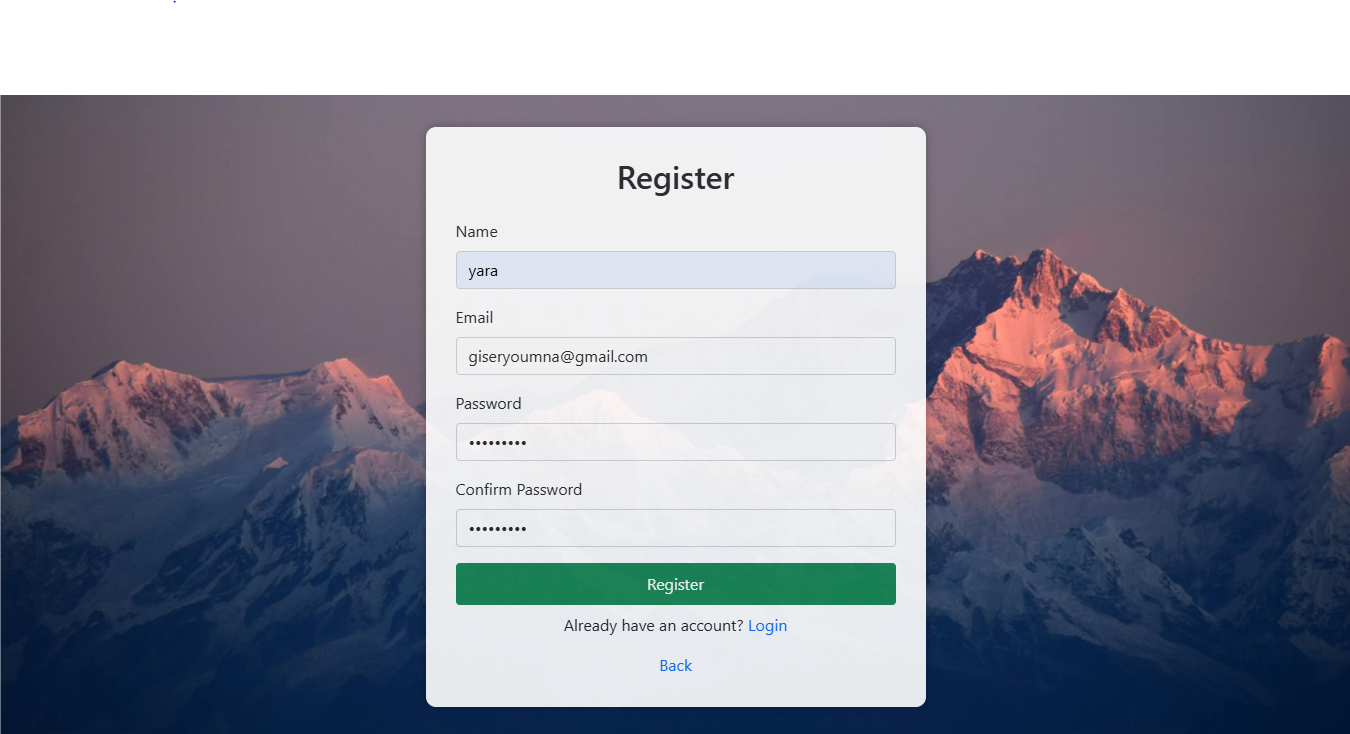 Register
Name
yara
Email
giseryoumna@gmail.com
Password
•••••••••
Confirm Password
•••••••••
Register
Already have an account? Login
Back